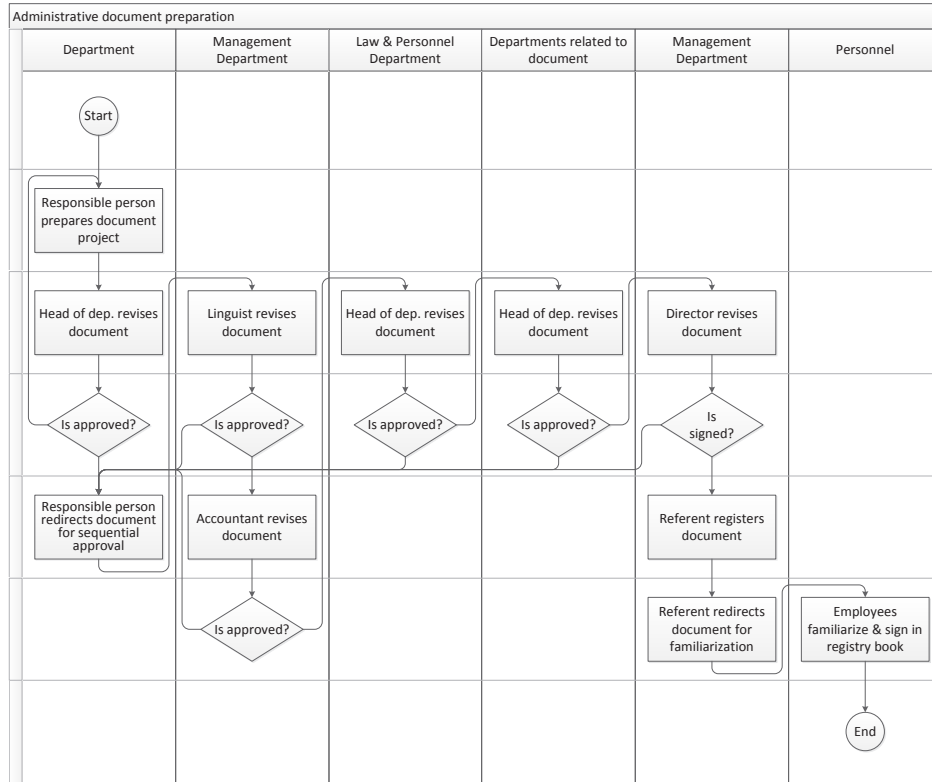 Administrative document preparation
Department
Management
Department
Law & Personnel
Department
Departments related to
document
Management
Department
Personnel
Start
Responsible person
prepares document
project
Head of dep. revises
document
Linguist revises
document
Head of dep. revises
document
Head of dep. revises
document
Director revises
document
Is approved?
Is approved?
Is approved?
Is approved?
Is
signed?
Responsible person
redirects document
for sequential
approval
Accountant revises
document
Referent registers
document
Is approved?
Referent redirects
document for
familiarization
Employees
familiarize & sign in
registry book
End